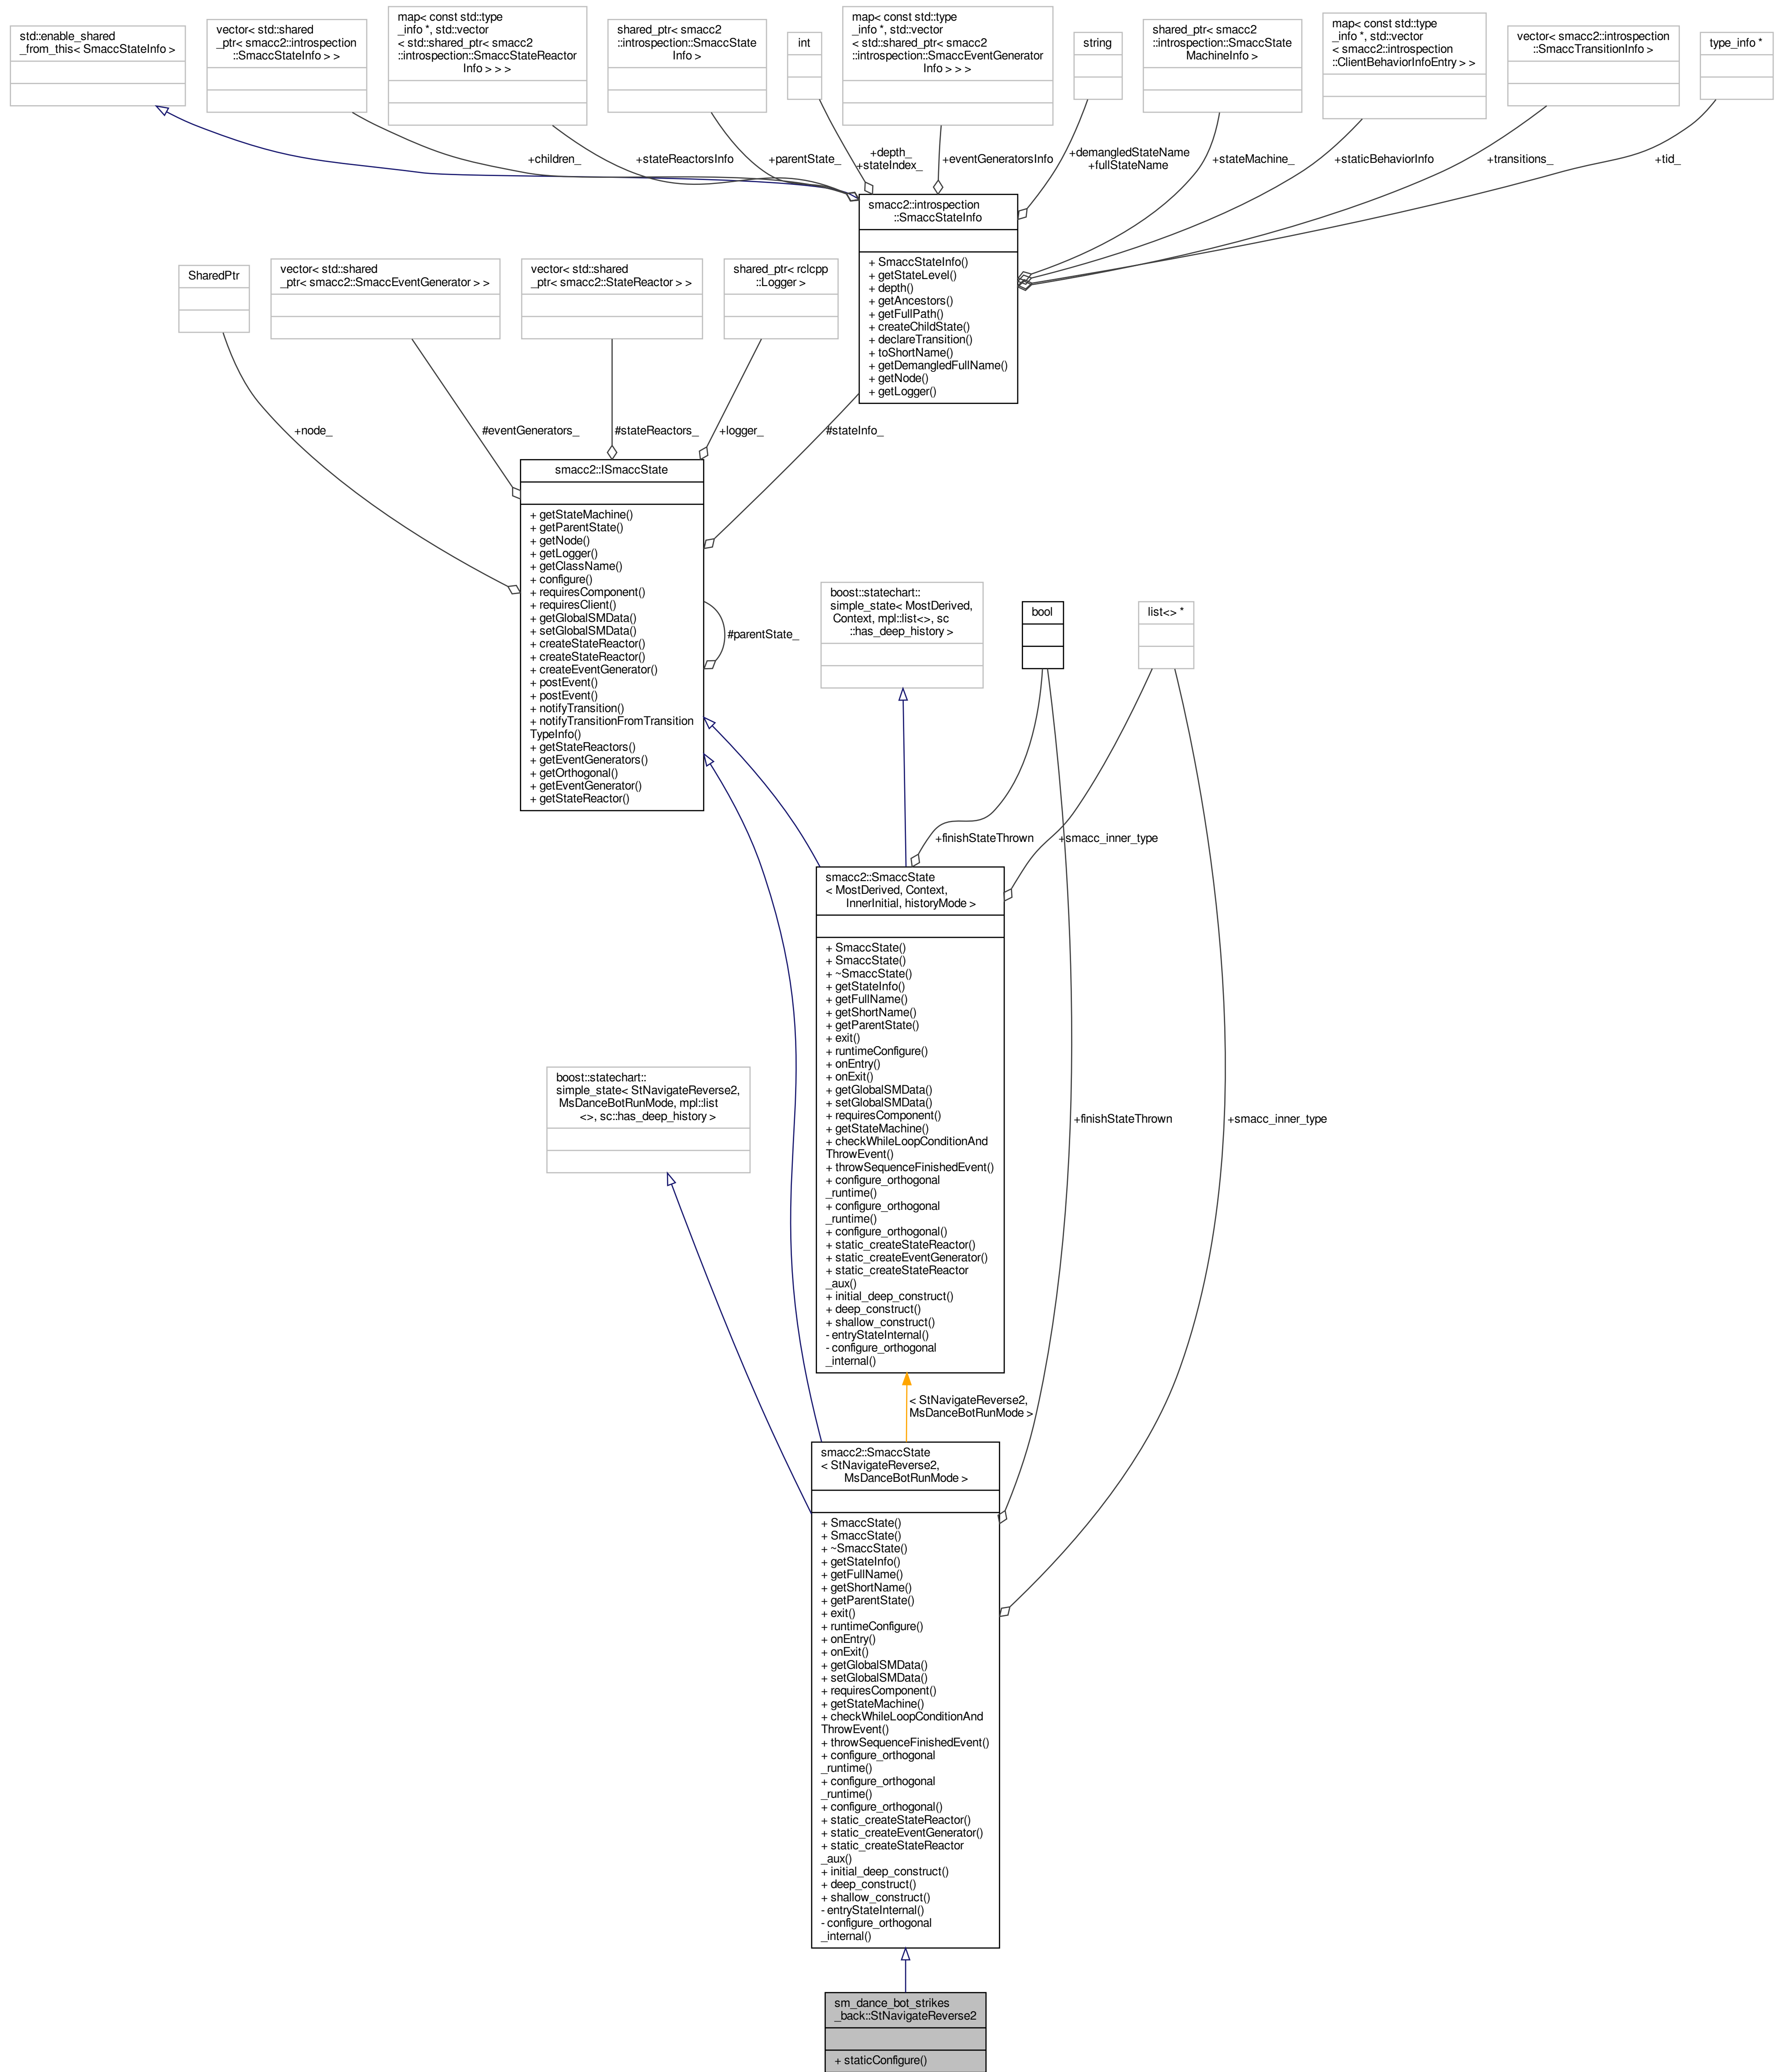 std::enable_shared
_from_this< SmaccStateInfo >
vector< std::shared
_ptr< smacc2::introspection
::SmaccStateInfo > >
map< const std::type
_info *, std::vector
< std::shared_ptr< smacc2
::introspection::SmaccStateReactor
Info > > >
shared_ptr< smacc2
::introspection::SmaccState
Info >
int
map< const std::type
_info *, std::vector
< std::shared_ptr< smacc2
::introspection::SmaccEventGenerator
Info > > >
string
shared_ptr< smacc2
::introspection::SmaccState
MachineInfo >
map< const std::type
_info *, std::vector
< smacc2::introspection
::ClientBehaviorInfoEntry > >
vector< smacc2::introspection
::SmaccTransitionInfo >
type_info *
+children_
+stateReactorsInfo
+parentState_
+depth_
+stateIndex_
+eventGeneratorsInfo
+demangledStateName
+fullStateName
+stateMachine_
+staticBehaviorInfo
+transitions_
+tid_
smacc2::introspection
::SmaccStateInfo
+ SmaccStateInfo()
+ getStateLevel()
+ depth()
+ getAncestors()
+ getFullPath()
+ createChildState()
+ declareTransition()
+ toShortName()
+ getDemangledFullName()
+ getNode()
+ getLogger()
SharedPtr
vector< std::shared
_ptr< smacc2::SmaccEventGenerator > >
vector< std::shared
_ptr< smacc2::StateReactor > >
shared_ptr< rclcpp
::Logger >
+node_
#eventGenerators_
#stateReactors_
+logger_
#stateInfo_
smacc2::ISmaccState
+ getStateMachine()
+ getParentState()
+ getNode()
+ getLogger()
+ getClassName()
+ configure()
+ requiresComponent()
+ requiresClient()
+ getGlobalSMData()
+ setGlobalSMData()
+ createStateReactor()
+ createStateReactor()
+ createEventGenerator()
+ postEvent()
+ postEvent()
+ notifyTransition()
+ notifyTransitionFromTransition
TypeInfo()
+ getStateReactors()
+ getEventGenerators()
+ getOrthogonal()
+ getEventGenerator()
+ getStateReactor()
#parentState_
boost::statechart::
simple_state< MostDerived,
Context, mpl::list<>, sc
::has_deep_history >
bool
list<> *
+finishStateThrown
+smacc_inner_type
smacc2::SmaccState
< MostDerived, Context,
InnerInitial, historyMode >
+ SmaccState()
+ SmaccState()
+ ~SmaccState()
+ getStateInfo()
+ getFullName()
+ getShortName()
+ getParentState()
+ exit()
+ runtimeConfigure()
+ onEntry()
+ onExit()
+ getGlobalSMData()
+ setGlobalSMData()
+ requiresComponent()
+ getStateMachine()
+ checkWhileLoopConditionAnd
ThrowEvent()
+ throwSequenceFinishedEvent()
+ configure_orthogonal
_runtime()
+ configure_orthogonal
_runtime()
+ configure_orthogonal()
+ static_createStateReactor()
+ static_createEventGenerator()
+ static_createStateReactor
_aux()
+ initial_deep_construct()
+ deep_construct()
+ shallow_construct()
- entryStateInternal()
- configure_orthogonal
_internal()
boost::statechart::
simple_state< StNavigateReverse2,
MsDanceBotRunMode, mpl::list
<>, sc::has_deep_history >
+finishStateThrown
+smacc_inner_type
< StNavigateReverse2,
MsDanceBotRunMode >
smacc2::SmaccState
< StNavigateReverse2,
MsDanceBotRunMode >
+ SmaccState()
+ SmaccState()
+ ~SmaccState()
+ getStateInfo()
+ getFullName()
+ getShortName()
+ getParentState()
+ exit()
+ runtimeConfigure()
+ onEntry()
+ onExit()
+ getGlobalSMData()
+ setGlobalSMData()
+ requiresComponent()
+ getStateMachine()
+ checkWhileLoopConditionAnd
ThrowEvent()
+ throwSequenceFinishedEvent()
+ configure_orthogonal
_runtime()
+ configure_orthogonal
_runtime()
+ configure_orthogonal()
+ static_createStateReactor()
+ static_createEventGenerator()
+ static_createStateReactor
_aux()
+ initial_deep_construct()
+ deep_construct()
+ shallow_construct()
- entryStateInternal()
- configure_orthogonal
_internal()
sm_dance_bot_strikes
_back::StNavigateReverse2
+ staticConfigure()